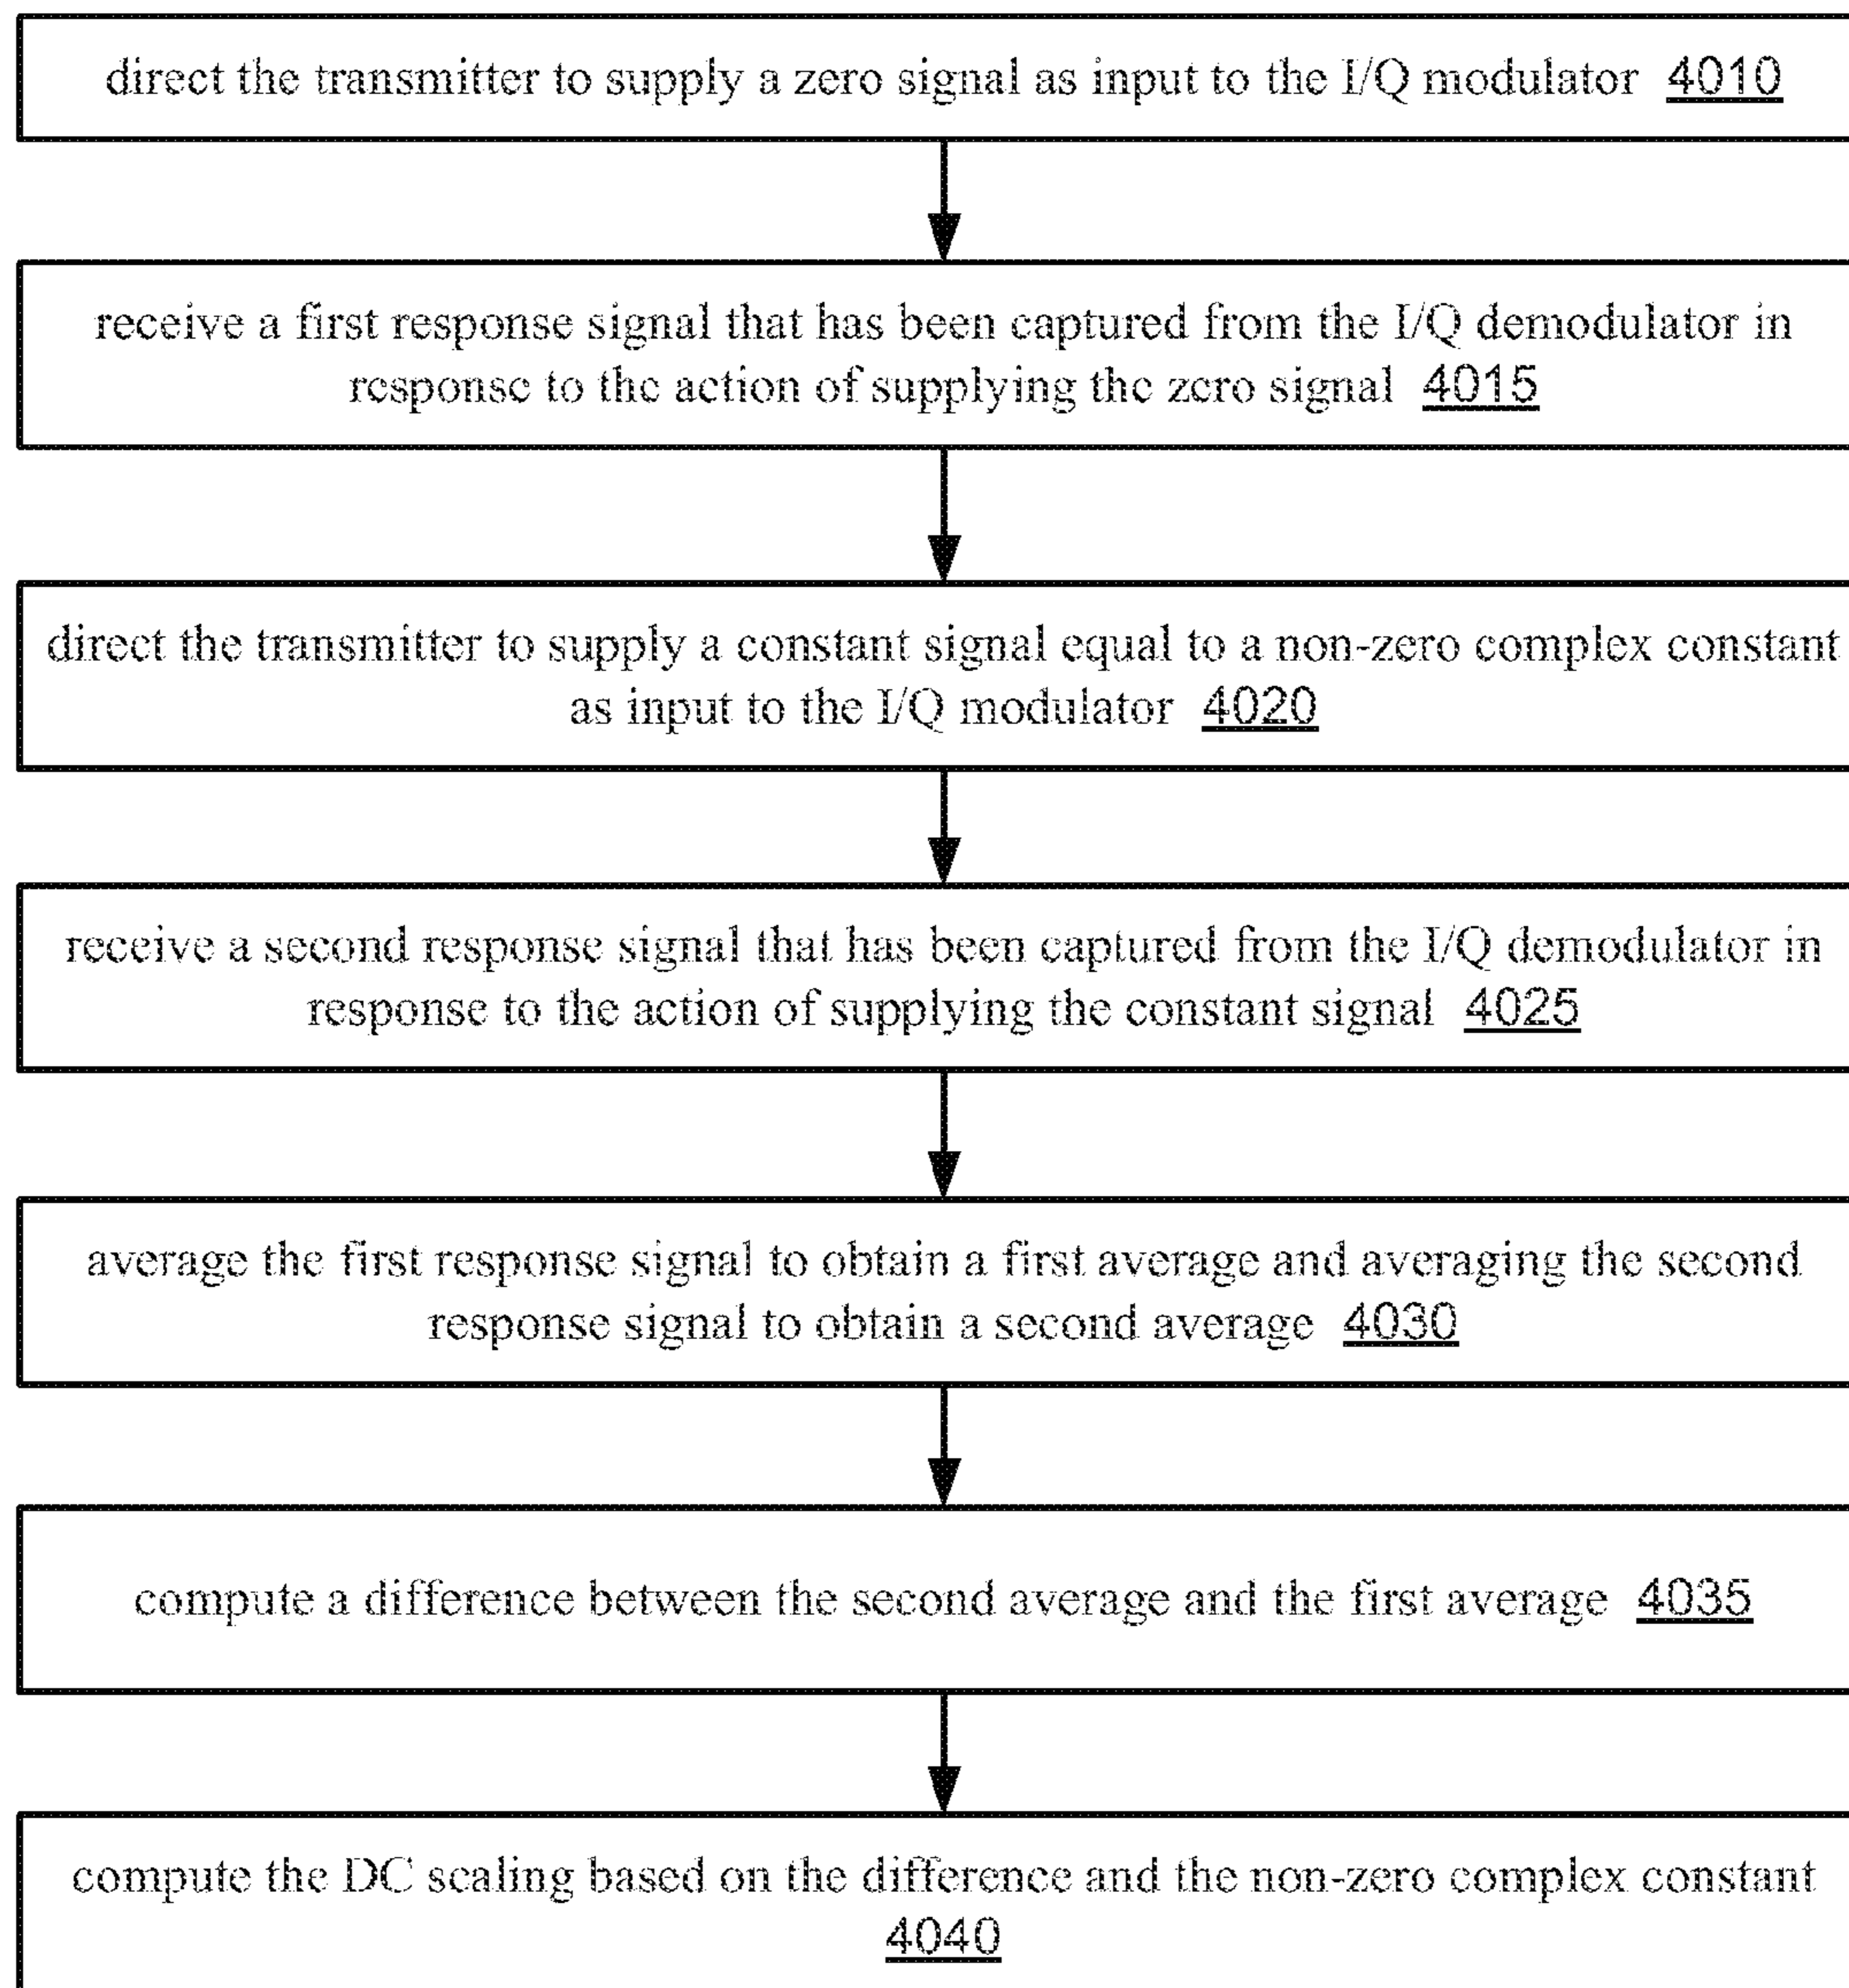 direct the transmitter to supply a zero signal as input to the I/Q modulator 4010
receive a first response signal that has been captured from the I/Q demodulator in
response to the action of supplying the zero signal 4015
direct the transmitter to supply a constant signal equal to a non-zero complex constant
as input to the I/Q modulator 4020
receive a second response signal that has been captured from the I/Q demodulator in
response to the action of supplying the constant signal 4025
average the first response signal to obtain a first average and averaging the second
response signal to obtain a second average 4030
compute a difference between the second average and the first average 4035
compute the DC scaling based on the difference and the non-zero complex constant
4040